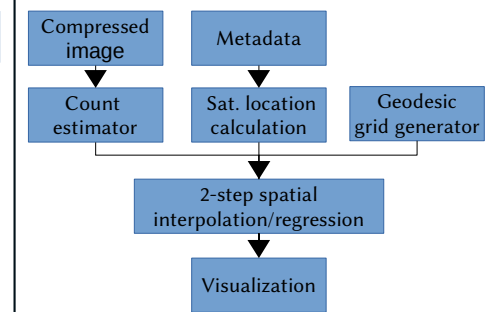 Compressed
image
Metadata
Count
estimator
Sat. location
calculation
Geodesic
grid generator
2-step spatial
interpolation/regression
Visualization